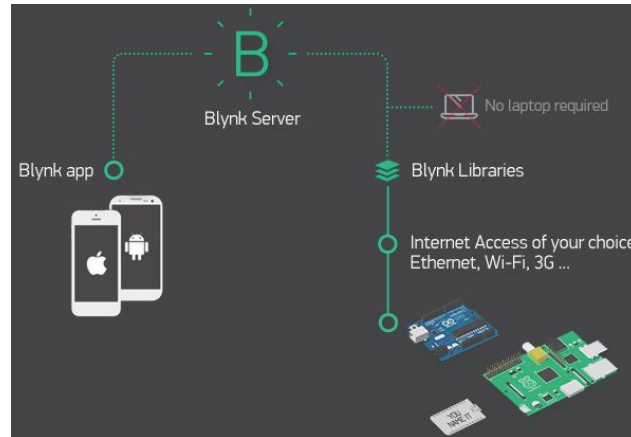 B
Blynk Server
No laptop required
Blynk app
Blynk Libraries
Internet Access of your choice
Ethernet, Wi-Fi, 3G ...
YOU
NAME IT